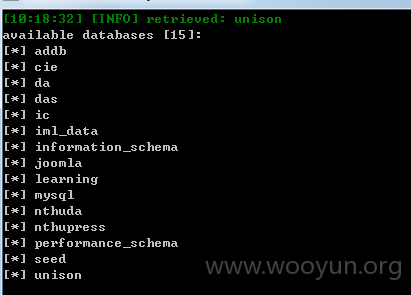 [10:18:32] [INFO] retrieved: unison
available databases [15]:
[*] addb
[*] cie
[*] da
[*] das
[*] ic
[*] iml_data
[*] information_schema
[*] joomla
[*] learning
[*] mysql
[*] nthuda
[*] nthupress
[*] performance_schema
[*] seed
[*] unison
www.wooyun.org